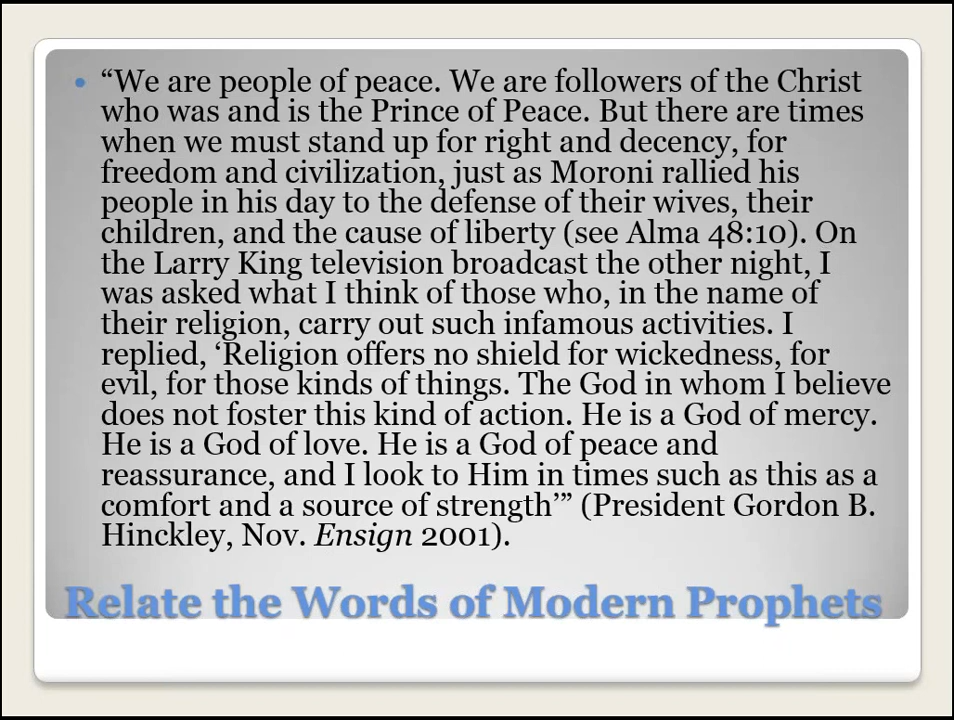 • “We are people of peace. We are followers of the Christ
who was and is the Prince of Peace. But there are times
when we must stand up for right and decency, for
freedom and civilization, just as Moroni rallied his
people in his day to the defense of their wives, their
children, and the cause of liberty (see Alma 48:10). On
the Larry King television broadcast the other night, I
was asked what I think of those who, in the name of
their religion, carry out such infamous activities. I
replied, ‘Religion offers no shield for wickedness, for
evil, for those kinds of things. The God in whom I believe
does not foster this kind of action. He is a God of mercy.
He is a God of love. He is a God of peace and
reassurance, and I look to Him in times such as this as a
comfort and a source of strength’” (President Gordon B.
Hinckley, Nov. Ensign 2001).
Relate the Words of Modern Prophets